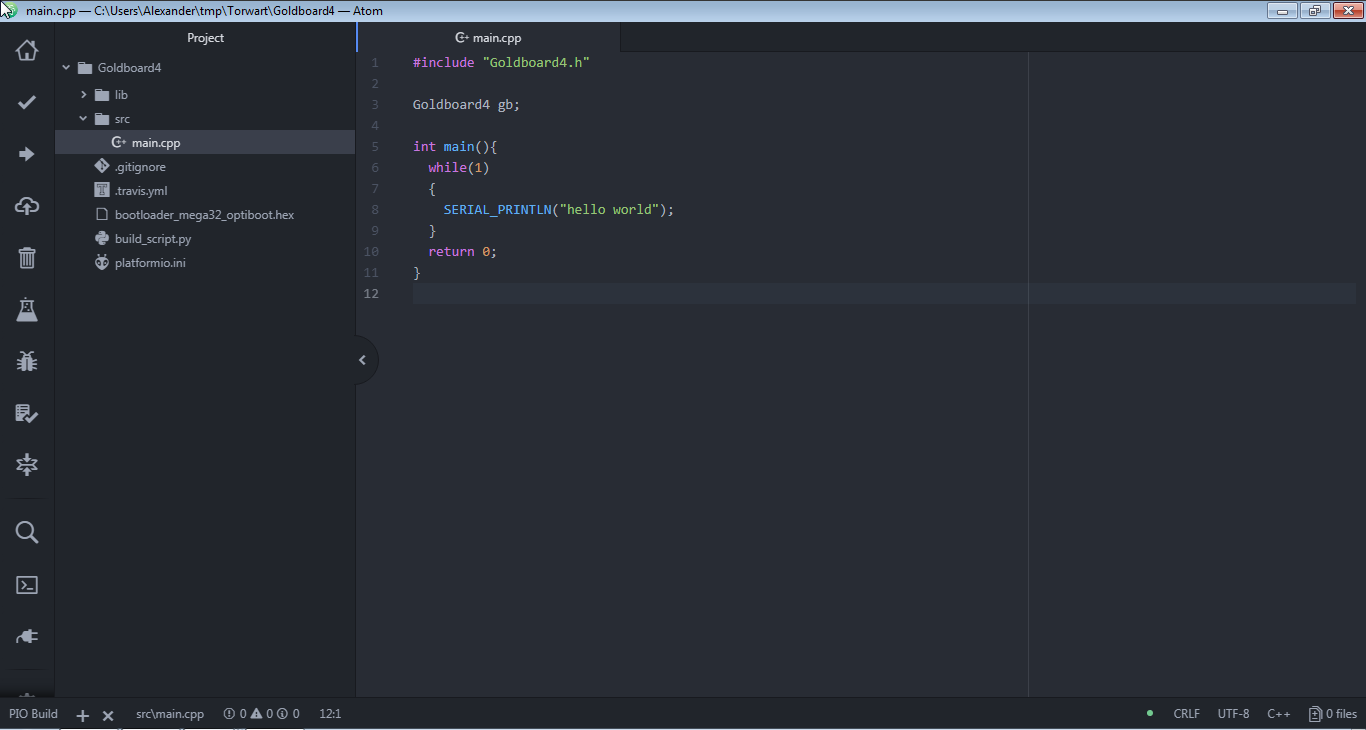 main.cpp — C:\Users\Alexander\tmp\Torwart\Goldboard4 — Atom
Project
Goldboard4
lib
src
main.cpp
.gitignore
.travis.yml
bootloader_mega32_optiboot.hex
build_script.py
platformio.ini
main.cpp
1 #include "Goldboard4.h"
2
3 Goldboard4 gb;
4
5 int main(){
6   while(1)
7   {
8     SERIAL_PRINTLN("hello world");
9   }
10   return 0;
11 }
12
PIO Build src\main.cpp 0 0 0 12:1 CRLF UTF-8 C++ 0 files